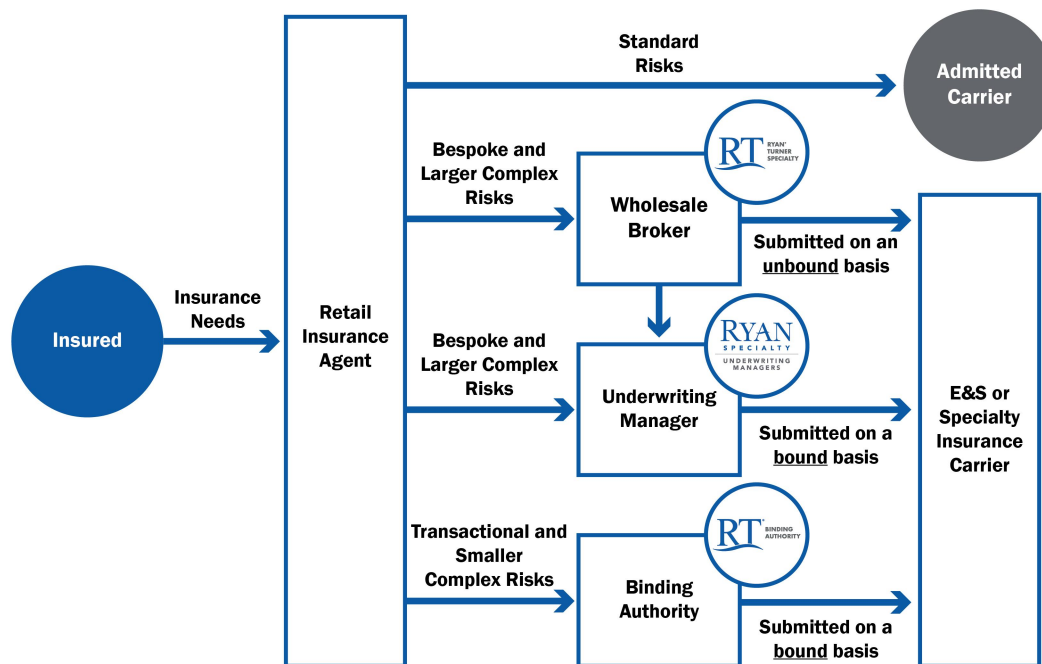 Standard
Risks
Admitted
Carrier
RT
RYAN
TURNER
SPECIALTY
Bespoke and
Larger Complex
Risks
Wholesale
Broker
Submitted on an
unbound basis
Insured
Insurance
Needs
Retail
Insurance
Agent
Bespoke and
Larger Complex
Risks
RYAN
SPECIALTY
UNDERWRITING
MANAGERS
Underwriting
Manager
Submitted on a
bound basis
E&S or
Specialty
Insurance
Carrier
Transactional and
Smaller
Complex Risks
RT
BINDING
AUTHORITY
Binding
Authority
Submitted on a
bound basis